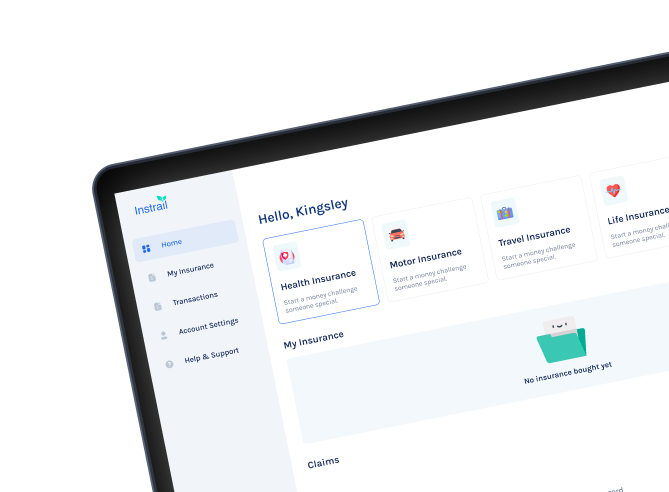 Instrail
Home
My Insurance
Transactions
Account Settings
Help & Support
Hello, Kingsley
Health Insurance
Start a money challenge
someone special.
Motor Insurance
Start a money challenge
someone special.
Travel Insurance
Start a money challenge
someone special.
Life Insurance
Start a money chall
someone special.
My Insurance
No insurance bought yet
Claims